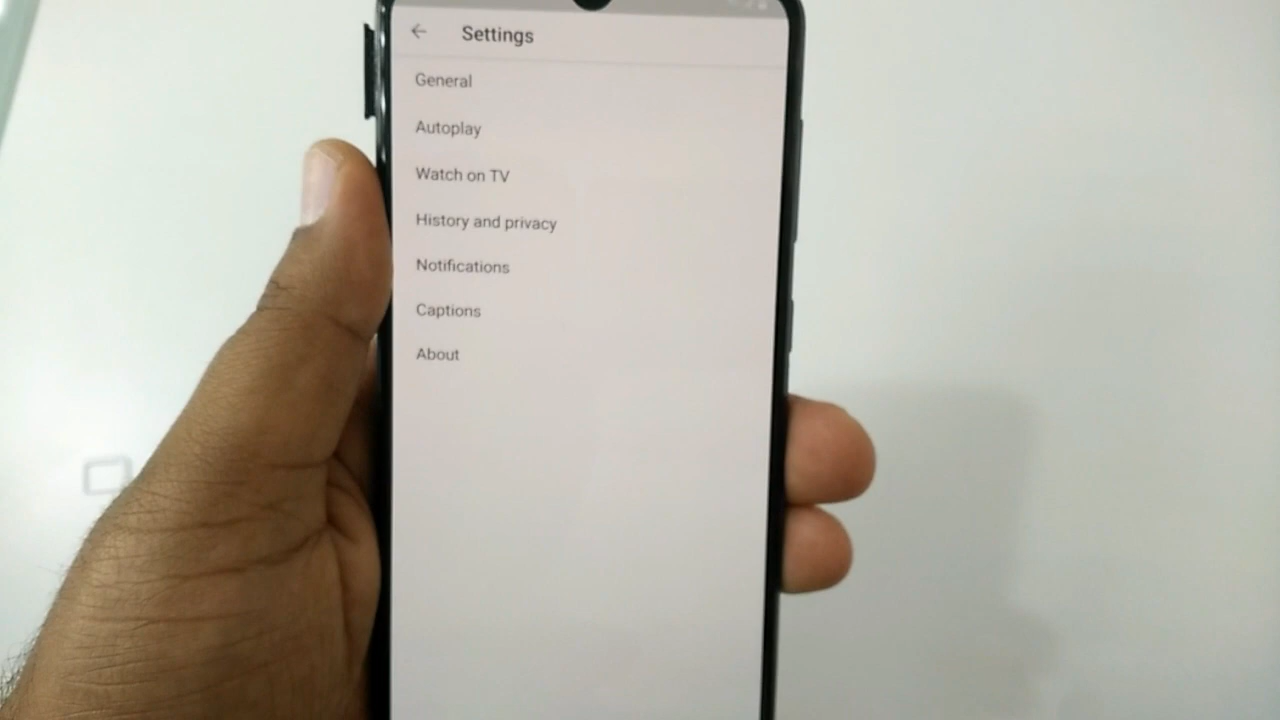 Settings
General
Autoplay
Watch on TV
History and privacy
Notifications
Captions
About